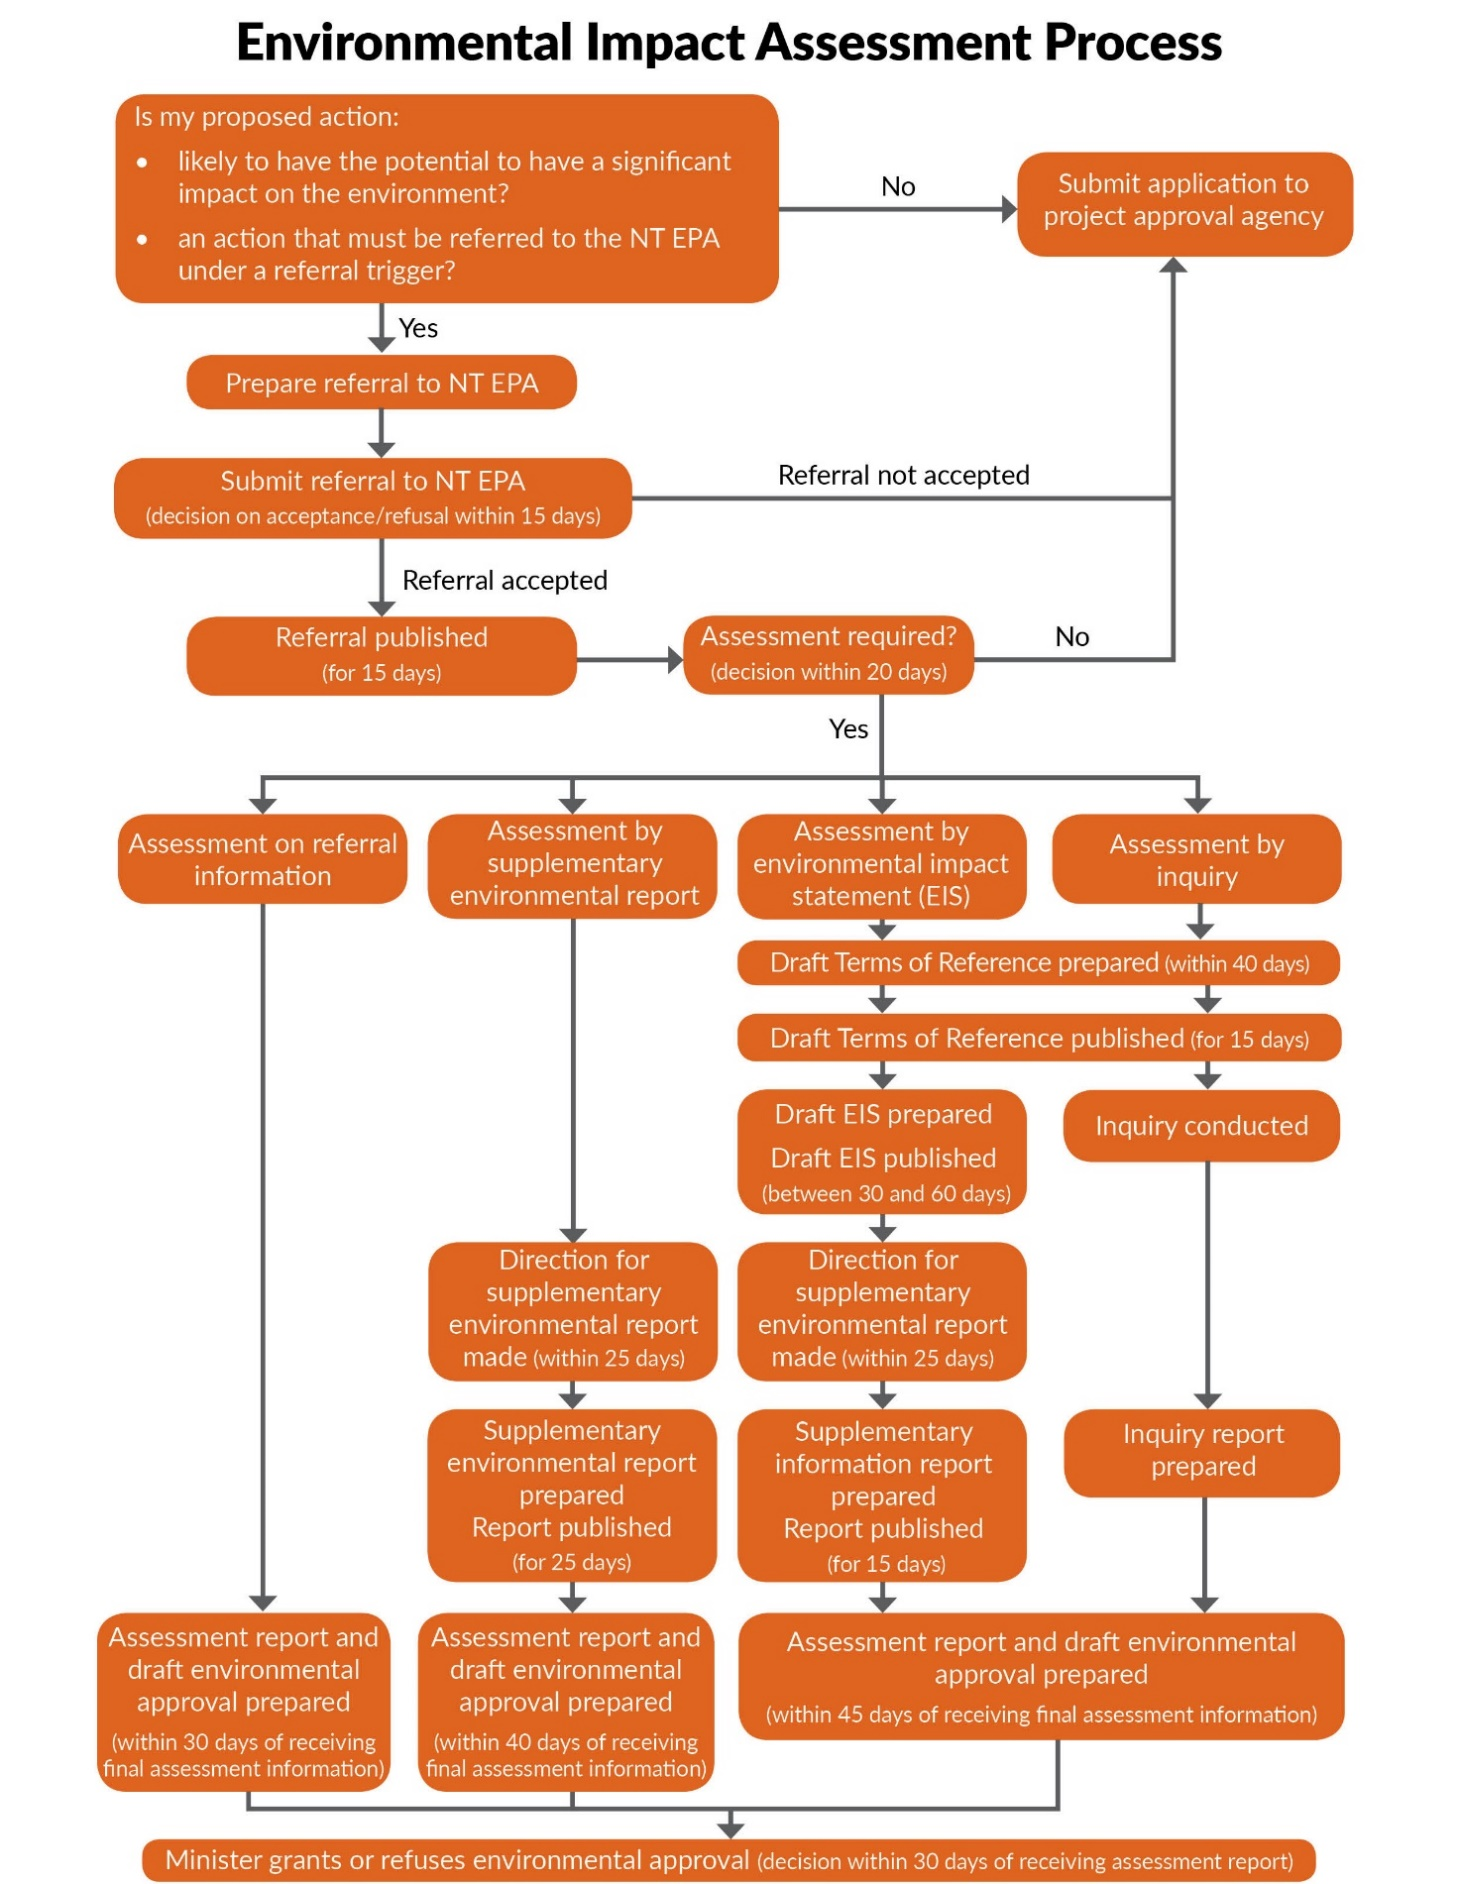 Environmental Impact Assessment Process
Is my proposed action:
• likely to have the potential to have a significant
impact on the environment?
• an action that must be referred to the NT EPA
under a referral trigger?
No
Submit application to
project approval agency
Yes
Prepare referral to NT EPA
Submit referral to NT EPA
(decision on acceptance/refusal within 15 days)
Referral not accepted
Referral accepted
Referral published
(for 15 days)
Assessment required?
(decision within 20 days)
No
Yes
Assessment on referral
information
Assessment by
supplementary
environmental report
Assessment by
environmental impact
statement (EIS)
Assessment by
inquiry
Draft Terms of Reference prepared (within 40 days)
Draft Terms of Reference published (for 15 days)
Draft EIS prepared
Draft EIS published
(between 30 and 60 days)
Inquiry conducted
Direction for
supplementary
environmental report
made (within 25 days)
Direction for
supplementary
environmental report
made (within 25 days)
Supplementary
environmental report
prepared
Report published
(for 25 days)
Supplementary
information report
prepared
Report published
(for 15 days)
Inquiry report
prepared
Assessment report and
draft environmental
approval prepared
(within 30 days of receiving
final assessment information)
Assessment report and
draft environmental
approval prepared
(within 40 days of receiving
final assessment information)
Assessment report and draft environmental
approval prepared
(within 45 days of receiving final assessment information)
Minister grants or refuses environmental approval (decision within 30 days of receiving assessment report)